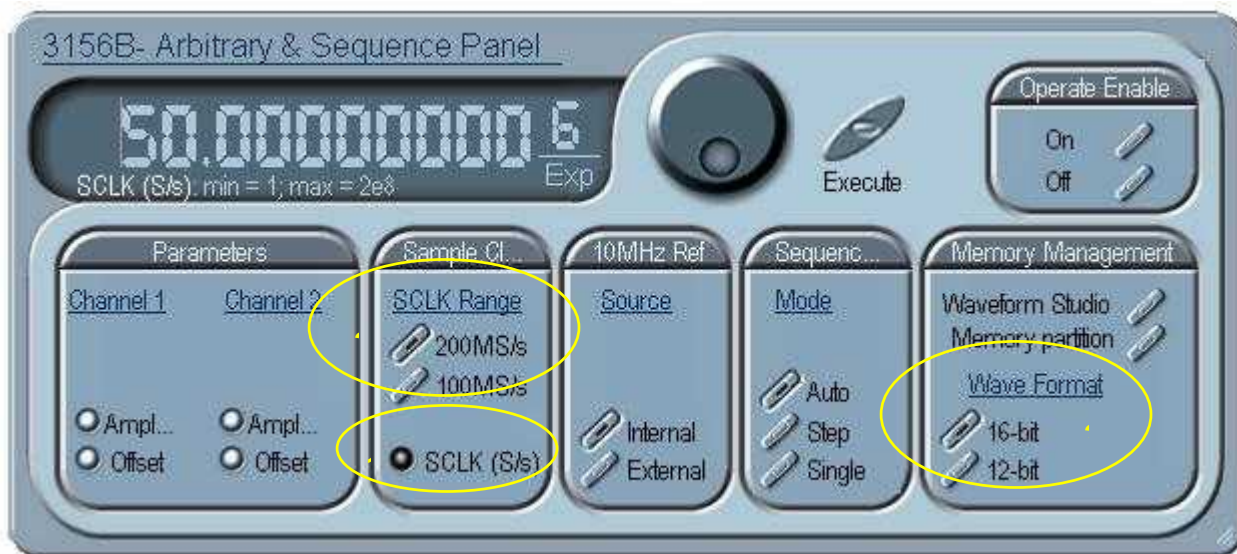 3156B- Arbitrary & Sequence Panel
50.00000000 6
Exp
SCLK (S/s): min = 1; max = 2e8
Execute
Operate Enable
On
Off
Parameters
Channel 1 Channel 2
Ampl... Ampl...
Offset Offset
Sample Cl...
SCLK Range
200MS/s
100MS/s
SCLK (S/s)
10MHz Ref
Source
Internal
External
Sequenc...
Mode
Auto
Step
Single
Memory Management
Waveform Studio
Memory partition
Wave Format
16-bit
12-bit